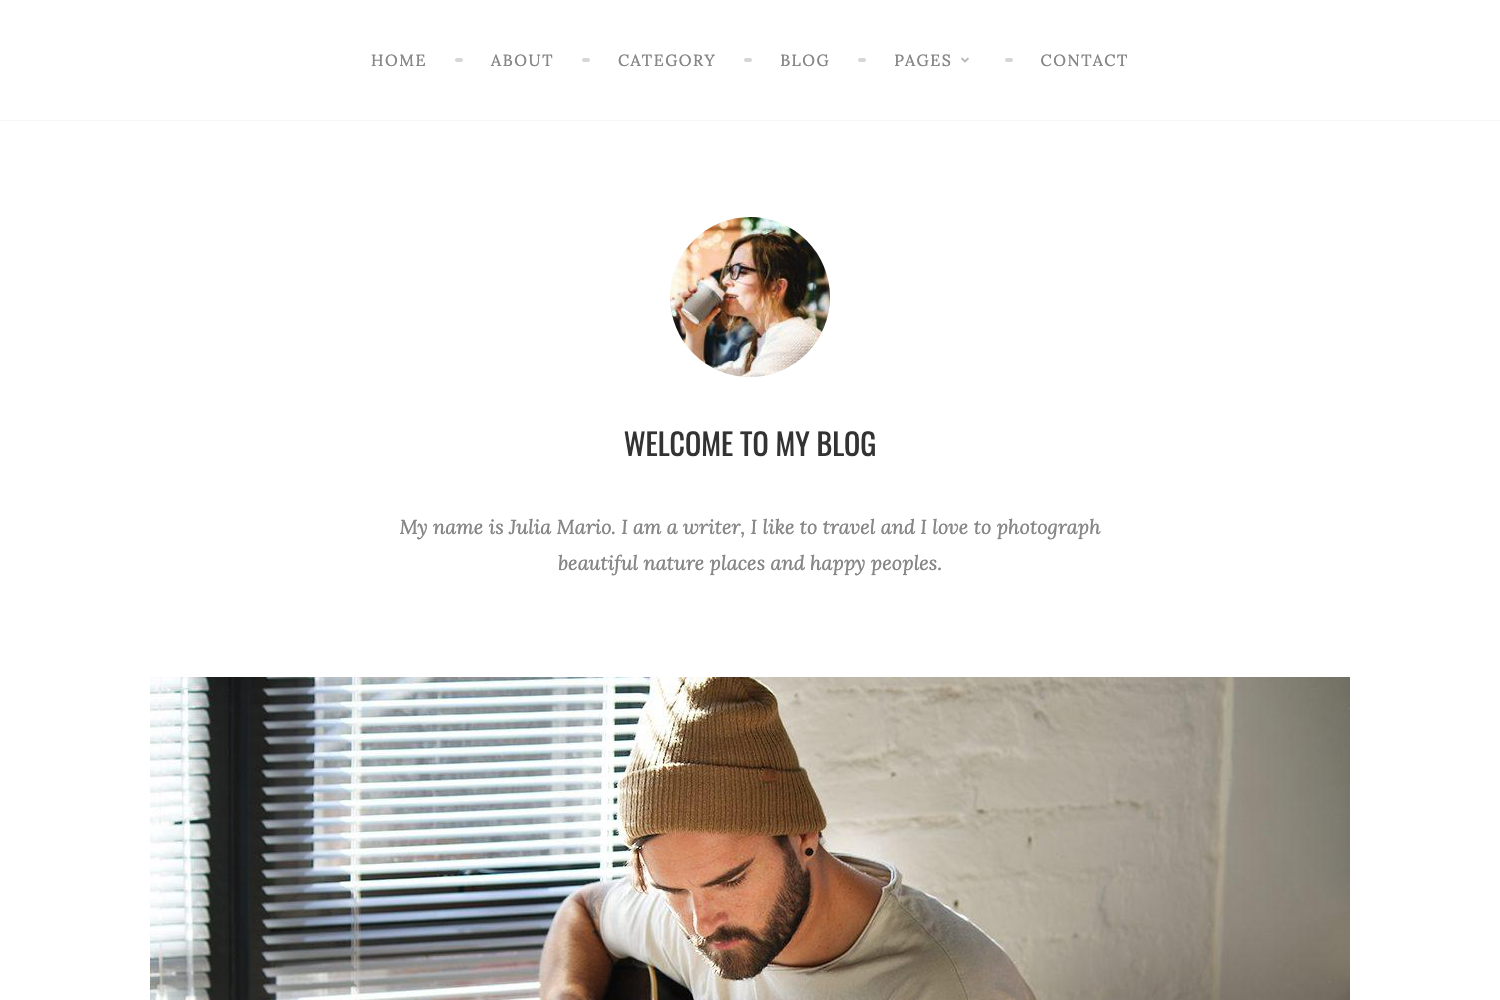 HOME - ABOUT - CATEGORY - BLOG - PAGES - CONTACT
WELCOME TO MY BLOG
My name is Julia Mario. I am a writer, I like to travel and I love to photograph
beautiful nature places and happy peoples.